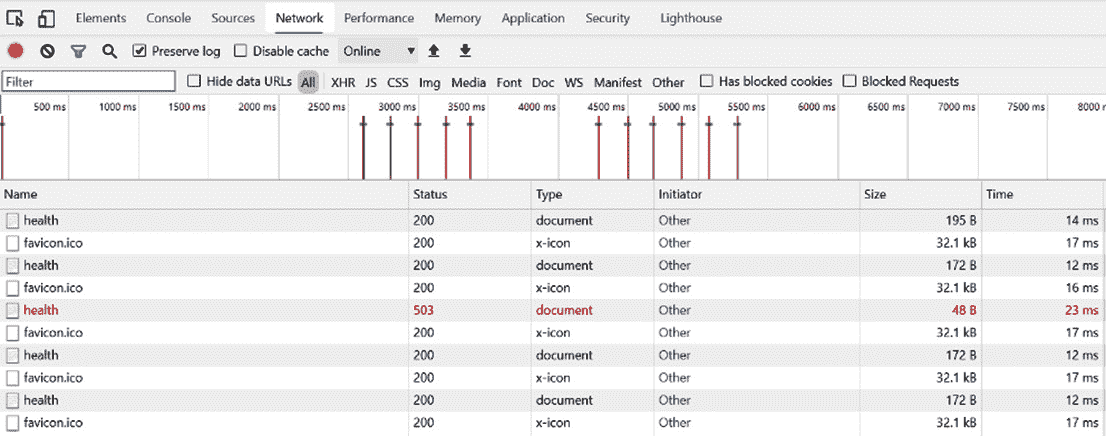 Elements Console Sources Network Performance Memory Application Security Lighthouse
Preserve log Disable cache Online
Filter Hide data URLs All XHR JS CSS Img Media Font Doc WS Manifest Other Has blocked cookies Blocked Requests
500 ms 1000 ms 1500 ms 2000 ms 2500 ms 3000 ms 3500 ms 4000 ms 4500 ms 5000 ms 5500 ms 6000 ms 6500 ms 7000 ms 7500 ms 8000 
Name Status Type Initiator Size Time
health 200 document Other 195 B 14 ms
favicon.ico 200 x-icon Other 32.1 kB 17 ms
health 200 document Other 172 B 12 ms
favicon.ico 200 x-icon Other 32.1 kB 16 ms
health 503 document Other 48 B 23 ms
favicon.ico 200 x-icon Other 32.1 kB 17 ms
health 200 document Other 172 B 12 ms
favicon.ico 200 x-icon Other 32.1 kB 17 ms
health 200 document Other 172 B 12 ms
favicon.ico 200 x-icon Other 32.1 kB 17 ms